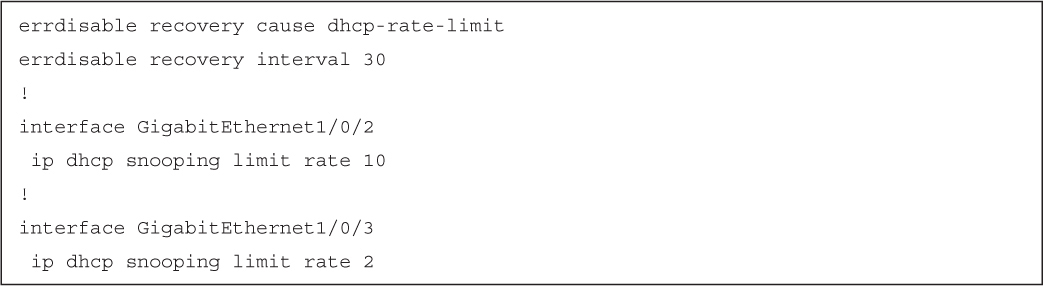 errdisable recovery cause dhcp-rate-limit
errdisable recovery interval 30
!
interface GigabitEthernet1/0/2
 ip dhcp snooping limit rate 10
!
interface GigabitEthernet1/0/3
 ip dhcp snooping limit rate 2